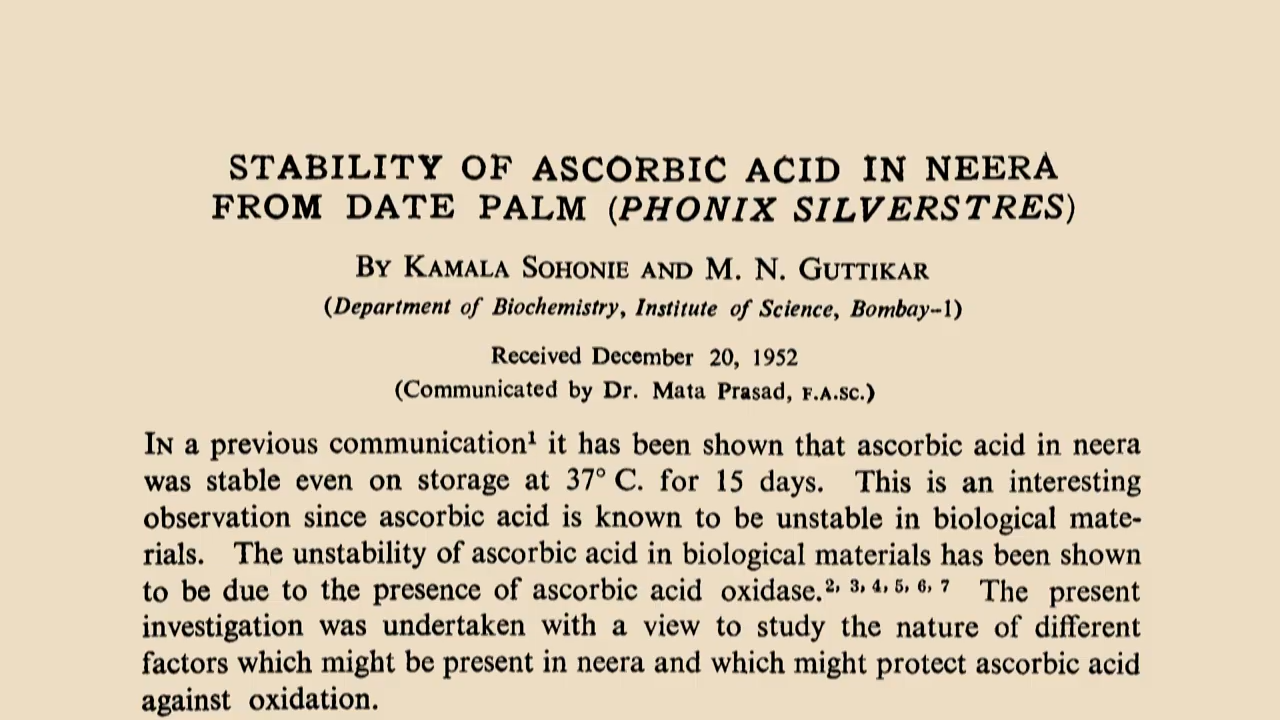 STABILITY OF ASCORBIC ACID IN NEERA
FROM DATE PALM (PHONIX SILVERSTRES)
BY KAMALA SOHONIE AND M. N. GUTTIKAR
(Department of Biochemistry, Institute of Science, Bombay-1)
Received December 20, 1952
(Communicated by Dr. Mata Prasad, F.A.SC.)
IN a previous communication¹ it has been shown that ascorbic acid in neera
was stable even on storage at 37° C. for 15 days. This is an interesting
observation since ascorbic acid is known to be unstable in biological mate-
rials. The unstability of ascorbic acid in biological materials has been shown
to be due to the presence of ascorbic acid oxidase.²,³,⁴,⁵,⁶,⁷ The present
investigation was undertaken with a view to study the nature of different
factors which might be present in neera and which might protect ascorbic acid
against oxidation.